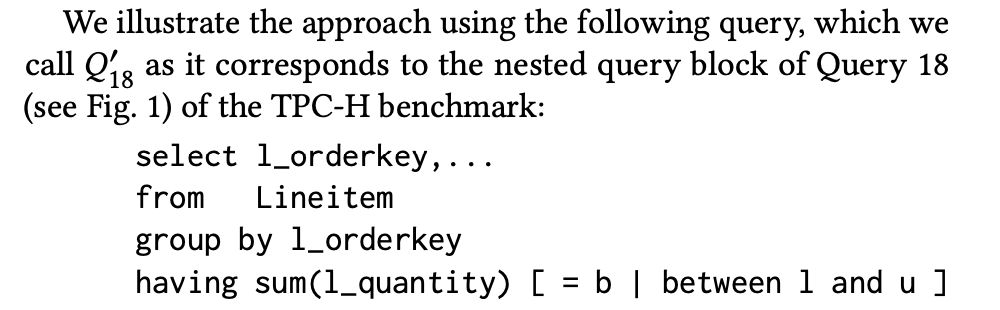 We illustrate the approach using the following query, which we
call Q′18 as it corresponds to the nested query block of Query 18
(see Fig. 1) of the TPC-H benchmark:
select l_orderkey,...
from Lineitem
group by l_orderkey
having sum(l_quantity) [ = b | between l and u ]